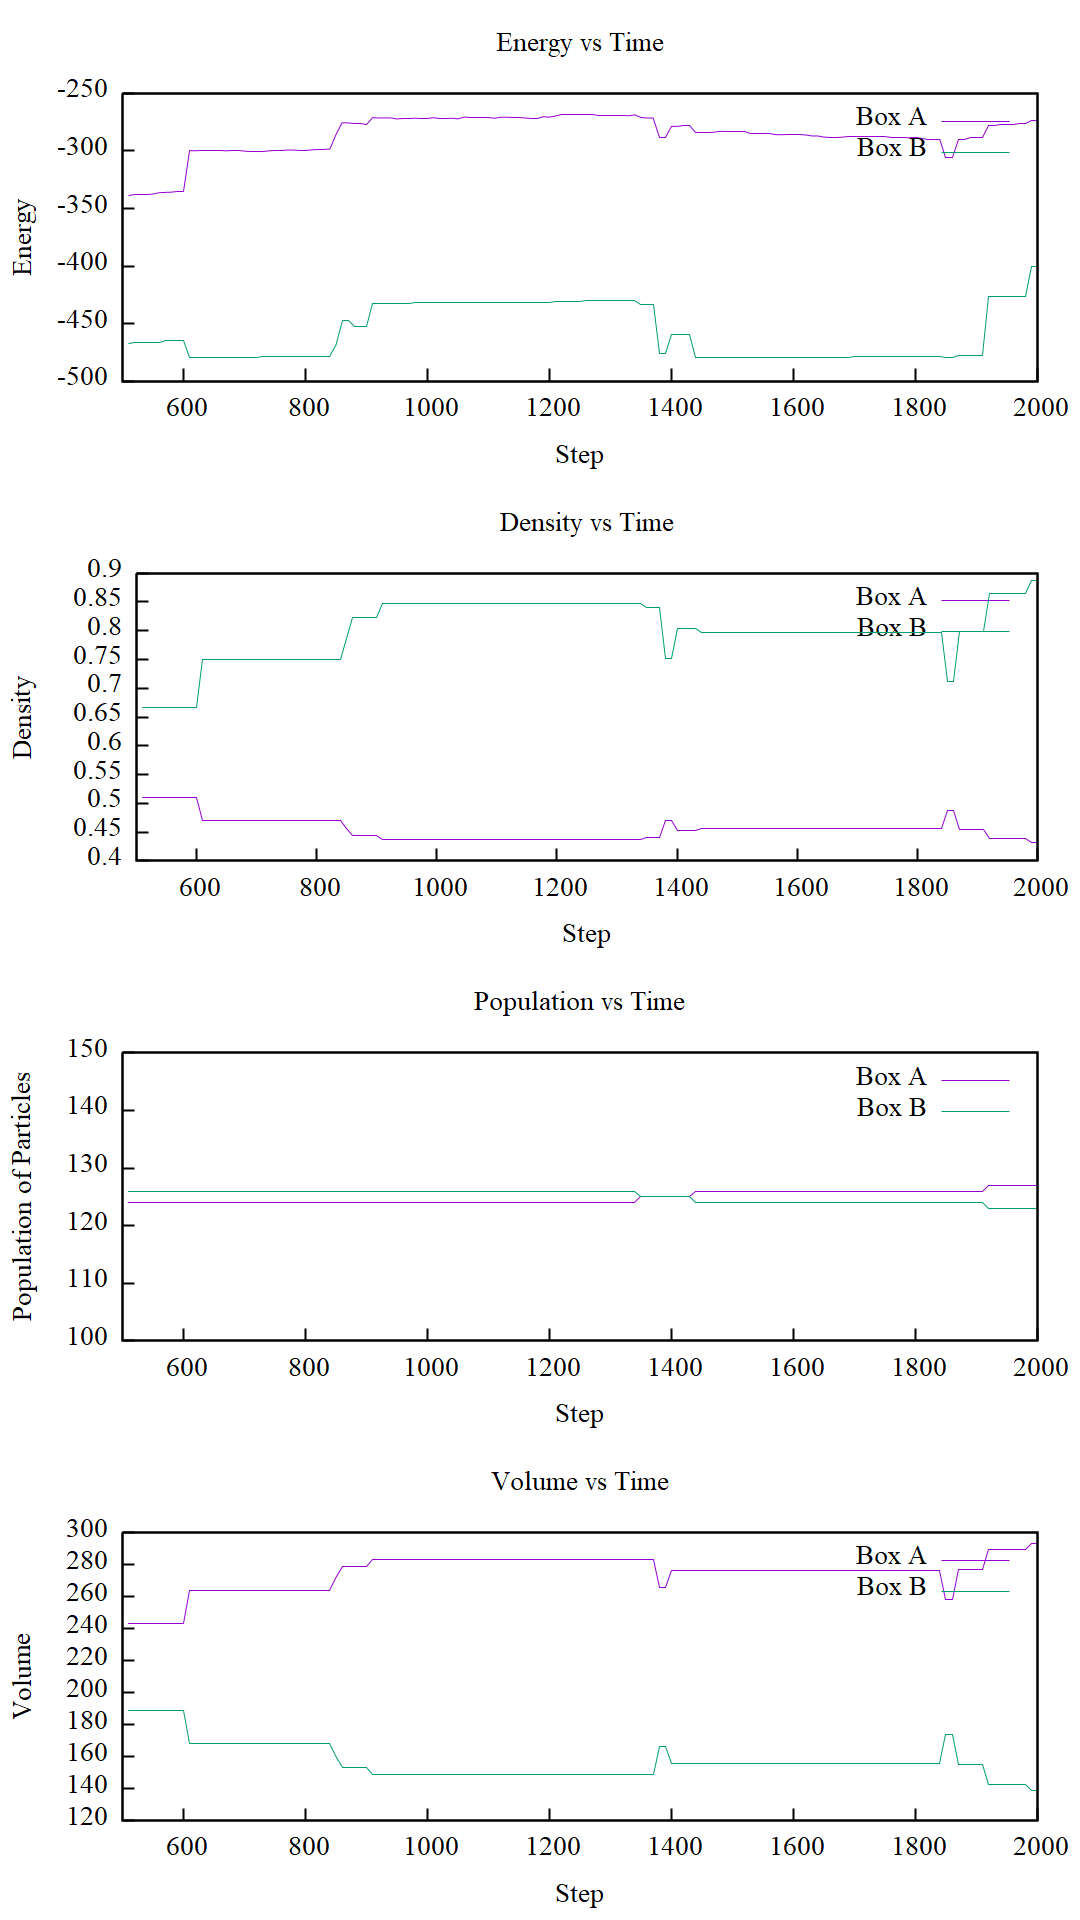 Energy vs Time
-250
-300
-350
-400
-450
-500
Energy
Box A
Box B
600 800 1000 1200 1400 1600 1800 2000
Step
Density vs Time
0.9
0.85
0.8
0.75
0.7
0.65
0.6
0.55
0.5
0.45
0.4
Density
Box A
Box B
600 800 1000 1200 1400 1600 1800 2000
Step
Population vs Time
150
140
130
120
110
100
Population of Particles
Box A
Box B
600 800 1000 1200 1400 1600 1800 2000
Step
Volume vs Time
300
280
260
240
220
200
180
160
140
120
Volume
Box A
Box B
600 800 1000 1200 1400 1600 1800 2000
Step